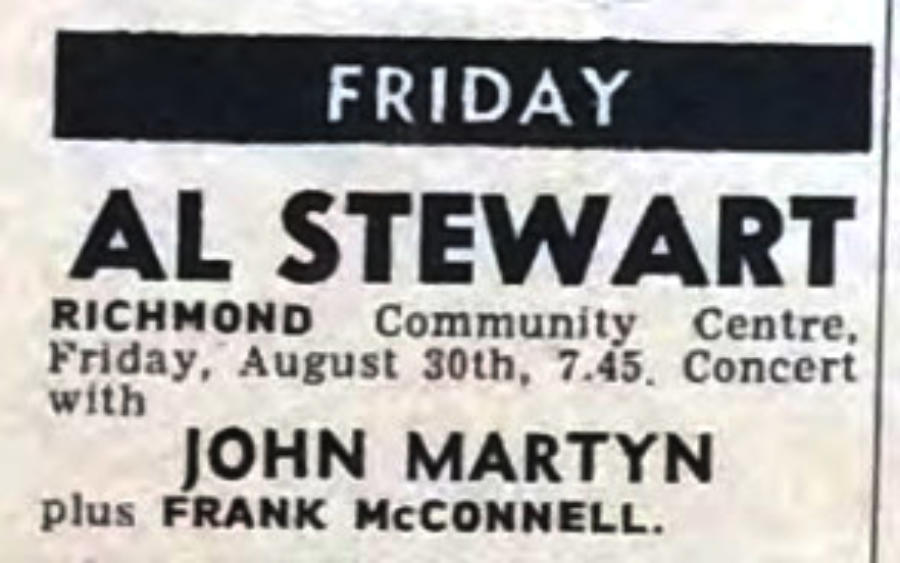 FRIDAY
AL STEWART
RICHMOND Community Centre,
Friday, August 30th, 7.45. Concert
with
JOHN MARTYN
plus FRANK McCONNELL.